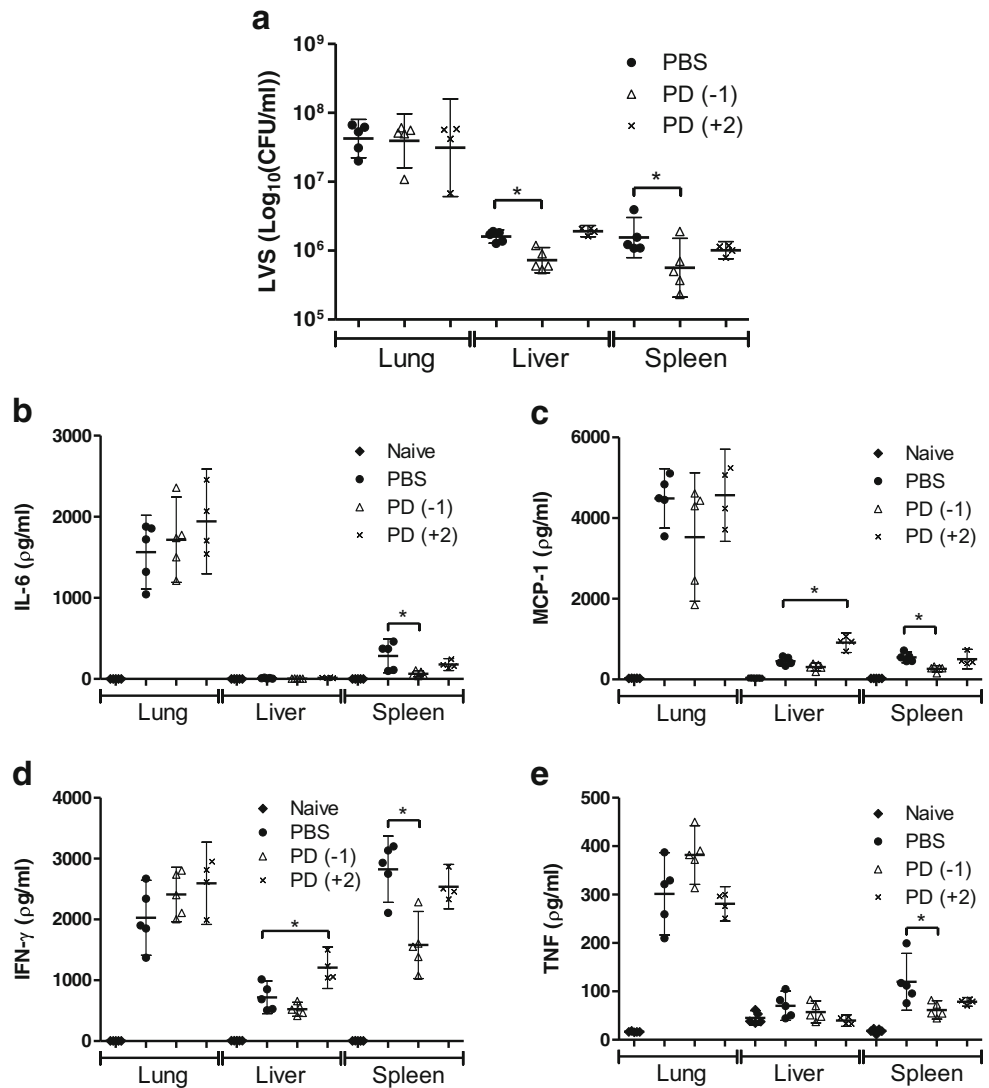 a
LVS (Log10(CFU/ml))
10⁹
10⁸
10⁷
10⁶
10⁵
PBS
PD (-1)
PD (+2)
*
*
Lung
Liver
Spleen
b
IL-6 (ρg/ml)
3000
2000
1000
0
Naive
PBS
PD (-1)
PD (+2)
*
Lung
Liver
Spleen
c
MCP-1 (ρg/ml)
6000
4000
2000
0
Naive
PBS
PD (-1)
PD (+2)
*
*
Lung
Liver
Spleen
d
IFN-γ (ρg/ml)
4000
3000
2000
1000
0
Naive
PBS
PD (-1)
PD (+2)
*
*
Lung
Liver
Spleen
e
TNF (ρg/ml)
500
400
300
200
100
0
Naive
PBS
PD (-1)
PD (+2)
*
Lung
Liver
Spleen